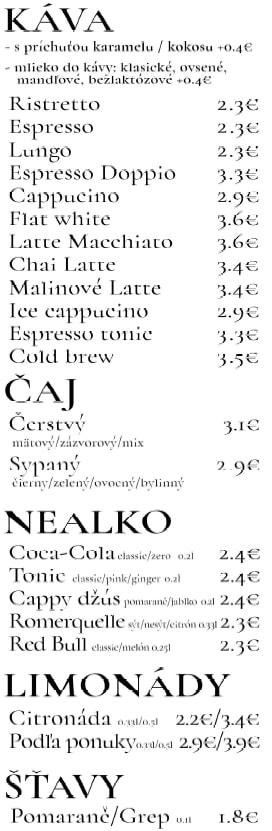 KÁVA
- s príchuťou karamelu / kokosu +0.4€
- mlieko do kávy: klasické, ovsené,
mandľové, bežlaktózové +0.4€
Ristretto 2.3€
Espresso 2.3€
Lungo 2.3€
Espresso Doppio 3.3€
Cappucino 2.9€
Flat white 3.6€
Latte Macchiato 3.6€
Chai Latte 3.4€
Malinové Latte 3.4€
Ice cappucino 2.9€
Espresso tonic 3.3€
Cold brew 3.5€
ČAJ
Čerstvý 3.1€
mätový/zázvorový/mix
Sypaný 2.9€
čierny/zelený/ovocný/bylinný
NEALKO
Coca-Cola classic/zero 0.2l 2.4€
Tonic classic/pink/ginger 0.2l 2.4€
Cappy džús pomaranč/jablko 0.2l 2.4€
Romerquelle sýt/nesýt/citrón 0.33l 2.3€
Red Bull classic/melón 0.25l 2.3€
LIMONÁDY
Citronáda 0.33l/0.5l 2.2€/3.4€
Podľa ponuky 0.33l/0.5l 2.9€/3.9€
ŠŤAVY
Pomaranč/Grep 0.1l 1.8€